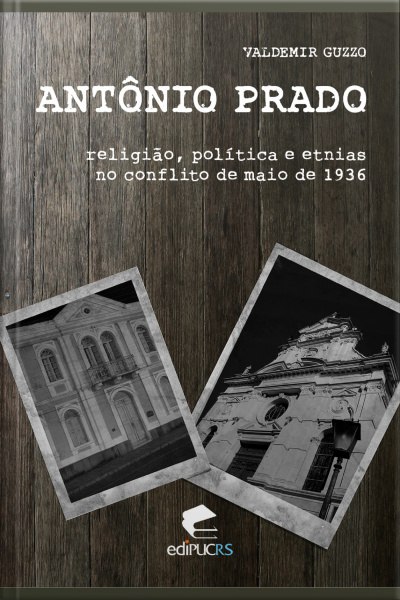 VALDEMIR GUZZO
ANTÔNIO PRADO
religião, política e etnias
no conflito de maio de 1936
ediPUCRS